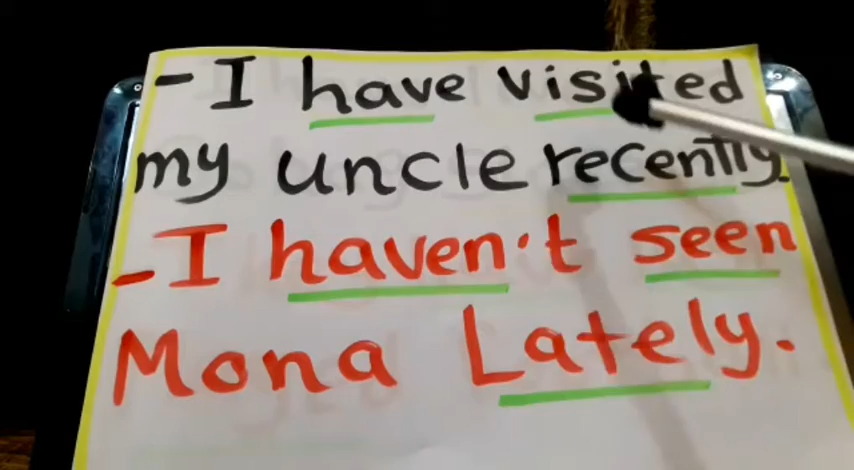 - I have visited
my uncle recently.
- I haven't seen
Mona Lately.